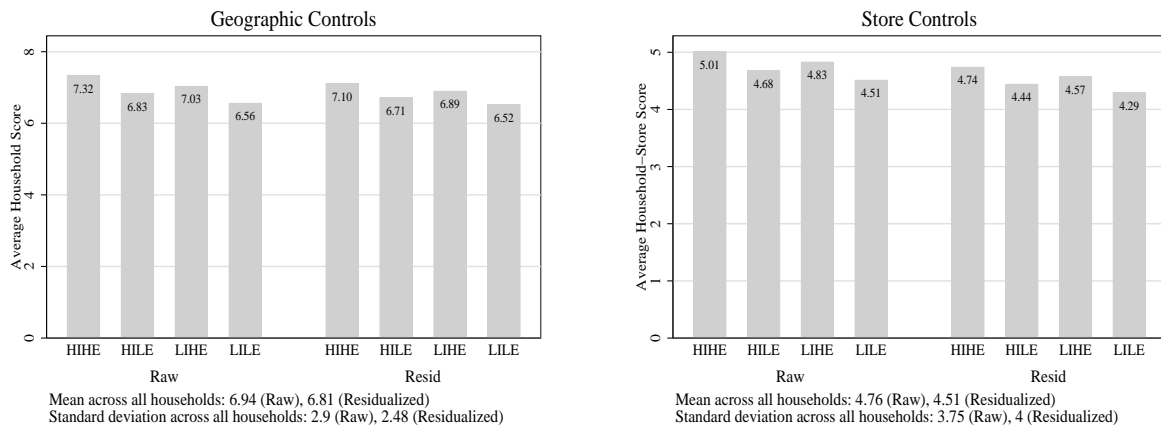 Geographic Controls
Average Household Score
8
6
4
2
0
7.32 6.83 7.03 6.56 7.10 6.71 6.89 6.52
HIHE HILE LIHE LILE HIHE HILE LIHE LILE
Raw Resid
Mean across all households: 6.94 (Raw), 6.81 (Residualized)
Standard deviation across all households: 2.9 (Raw), 2.48 (Residualized)
Store Controls
Average Household−Store Score
5
4
3
2
1
0
5.01 4.68 4.83 4.51 4.74 4.44 4.57 4.29
HIHE HILE LIHE LILE HIHE HILE LIHE LILE
Raw Resid
Mean across all households: 4.76 (Raw), 4.51 (Residualized)
Standard deviation across all households: 3.75 (Raw), 4 (Residualized)